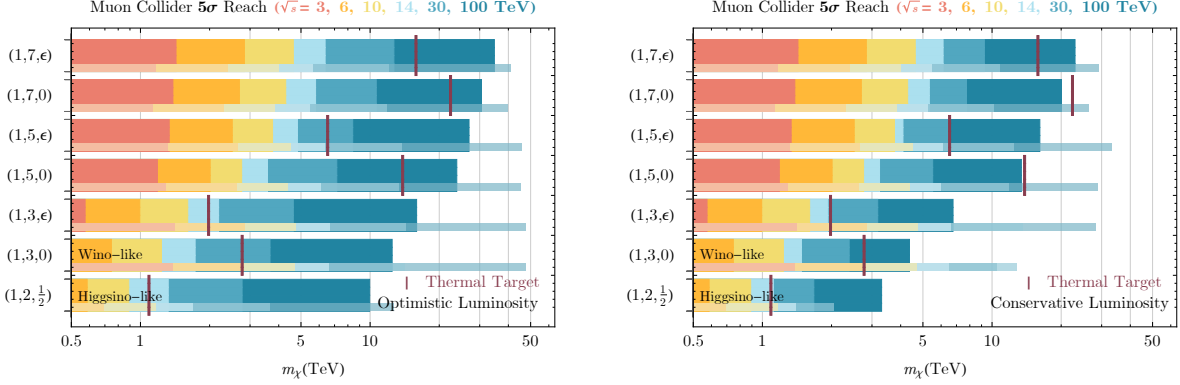 Muon Collider 5σ Reach (√s = 3, 6, 10, 14, 30, 100 TeV)
(1,7,ϵ)
(1,7,0)
(1,5,ϵ)
(1,5,0)
(1,3,ϵ)
(1,3,0)
Wino-like
(1,2,1/2)
Higgsino-like
Thermal Target
Optimistic Luminosity
0.5 1 5 10 50
mχ(TeV)
Muon Collider 5σ Reach (√s = 3, 6, 10, 14, 30, 100 TeV)
(1,7,ϵ)
(1,7,0)
(1,5,ϵ)
(1,5,0)
(1,3,ϵ)
(1,3,0)
Wino-like
(1,2,1/2)
Higgsino-like
Thermal Target
Conservative Luminosity
0.5 1 5 10 50
mχ(TeV)